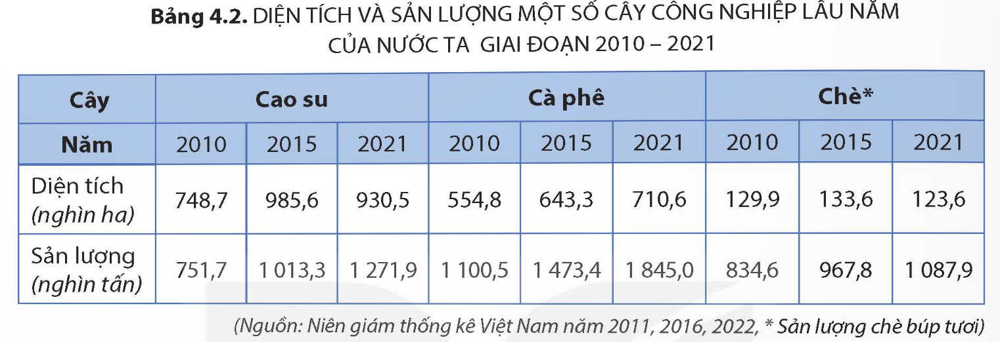 Bảng 4.2. DIỆN TÍCH VÀ SẢN LƯỢNG MỘT SỐ CÂY CÔNG NGHIỆP LÂU NĂM
CỦA NƯỚC TA GIAI ĐOẠN 2010 – 2021
Cây Cao su Cà phê Chè*
Năm 2010 2015 2021 2010 2015 2021 2010 2015 2021
Diện tích
(nghìn ha) 748,7 985,6 930,5 554,8 643,3 710,6 129,9 133,6 123,6
Sản lượng
(nghìn tấn) 751,7 1 013,3 1 271,9 1 100,5 1 473,4 1 845,0 834,6 967,8 1 087,9
(Nguồn: Niên giám thống kê Việt Nam năm 2011, 2016, 2022, * Sản lượng chè búp tươi)